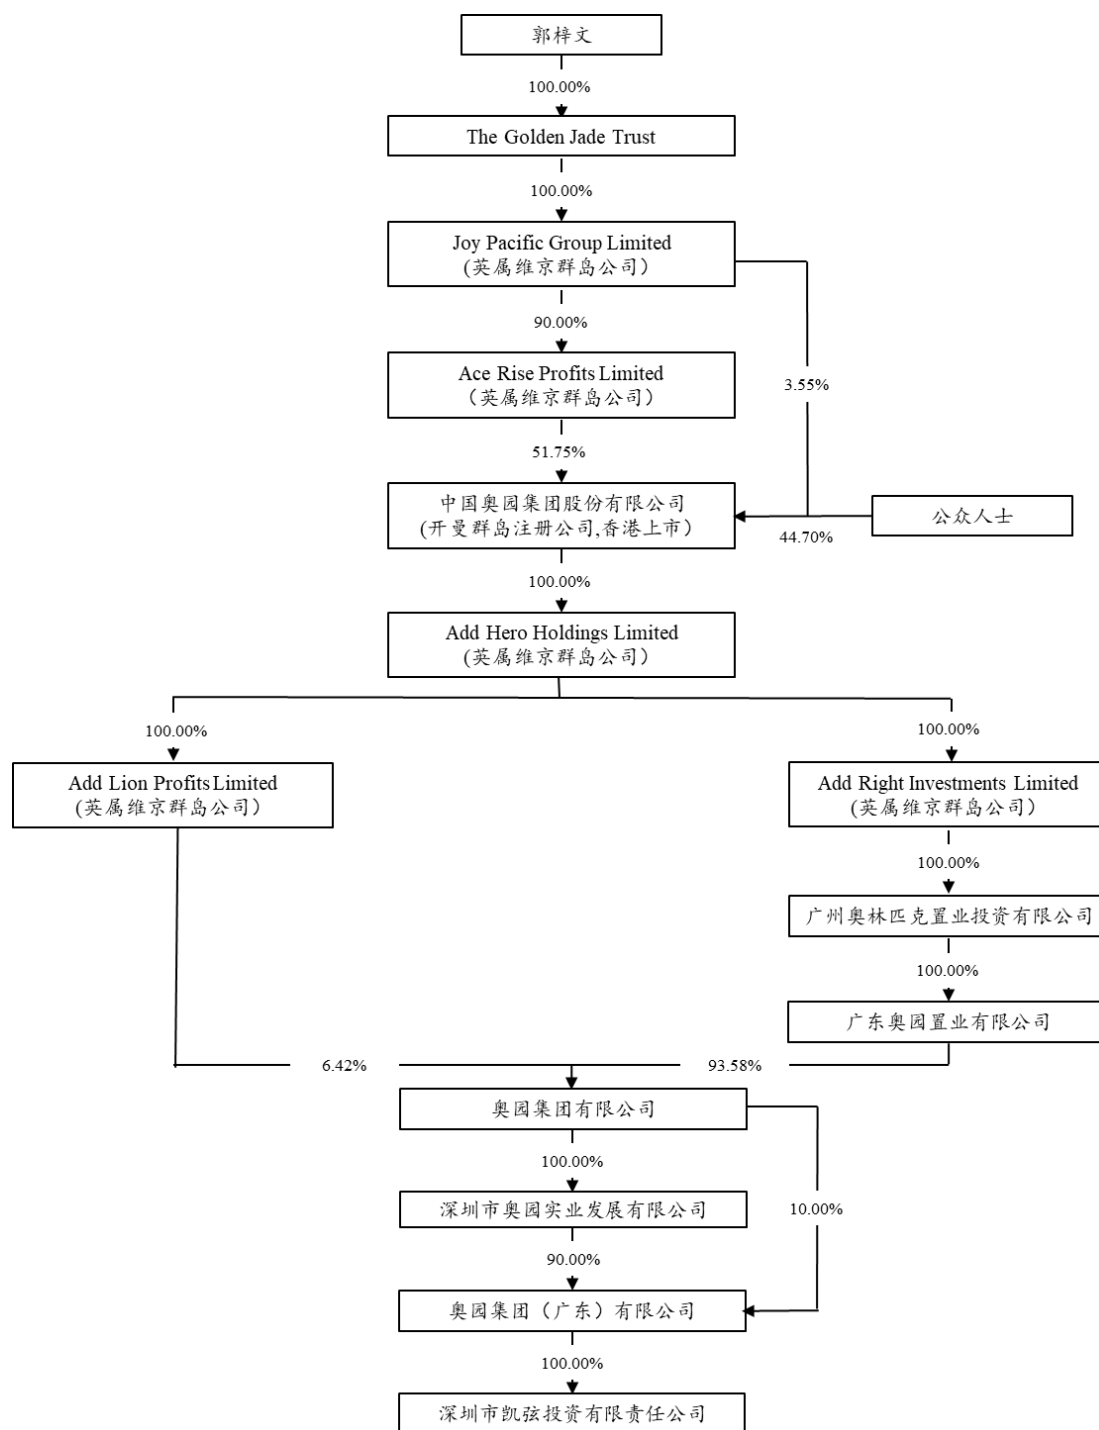 郭梓文
100.00%
The Golden Jade Trust
100.00%
Joy Pacific Group Limited
(英属维京群岛公司）
90.00%
Ace Rise Profits Limited
（英属维京群岛公司）
3.55%
51.75%
中国奥园集团股份有限公司
(开曼群岛注册公司,香港上市）
公众人士
44.70%
100.00%
Add Hero Holdings Limited
(英属维京群岛公司）
100.00%
100.00%
Add Lion Profits Limited
(英属维京群岛公司）
Add Right Investments Limited
(英属维京群岛公司）
100.00%
广州奥林匹克置业投资有限公司
100.00%
广东奥园置业有限公司
6.42%
93.58%
奥园集团有限公司
100.00%
深圳市奥园实业发展有限公司
10.00%
90.00%
奥园集团（广东）有限公司
100.00%
深圳市凯弦投资有限责任公司